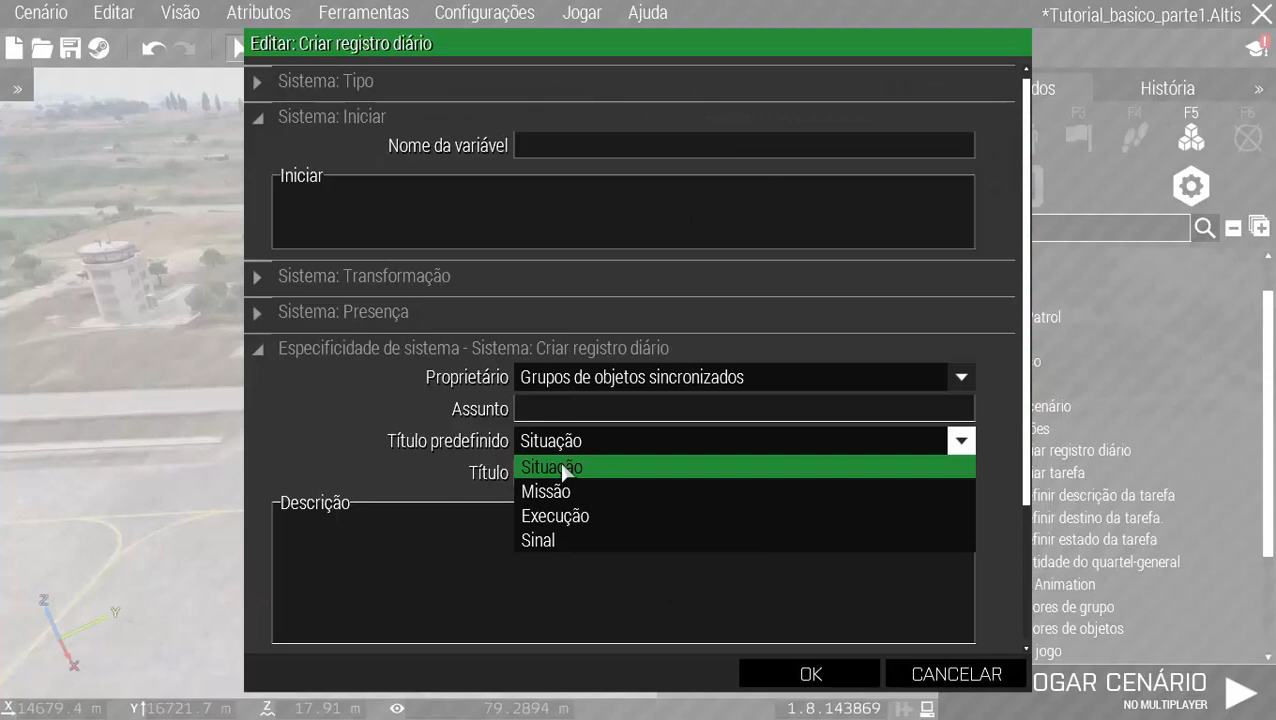 Cenário Editar Visão Atributos Ferramentas Configurações Jogar Ajuda *Tutorial_basico_parte1.Altis
Editar: Criar registro diário
Sistema: Tipo
Sistema: Iniciar
Nome da variável
Iniciar
Sistema: Transformação
Sistema: Presença
Especificidade de sistema - Sistema: Criar registro diário
Proprietário Grupos de objetos sincronizados
Assunto
Título predefinido Situação
Título Situação
Missão
Execução
Sinal
Descrição
OK CANCELAR
dos História
F3 F4 F5 F6
Patrol
co
enário
ões
ar registro diário
ar tarefa
finir descrição da tarefa
finir destino da tarefa.
finir estado da tarefa
tidade do quartel-general
Animation
ores de grupo
ores de objetos
jogo
OGAR CENÁRIO
NO MULTIPLAYER
X 14679.4 m Y 16721.7 m Z 17.91 m 79.2894 m 1.8.143869
Z
Y
X